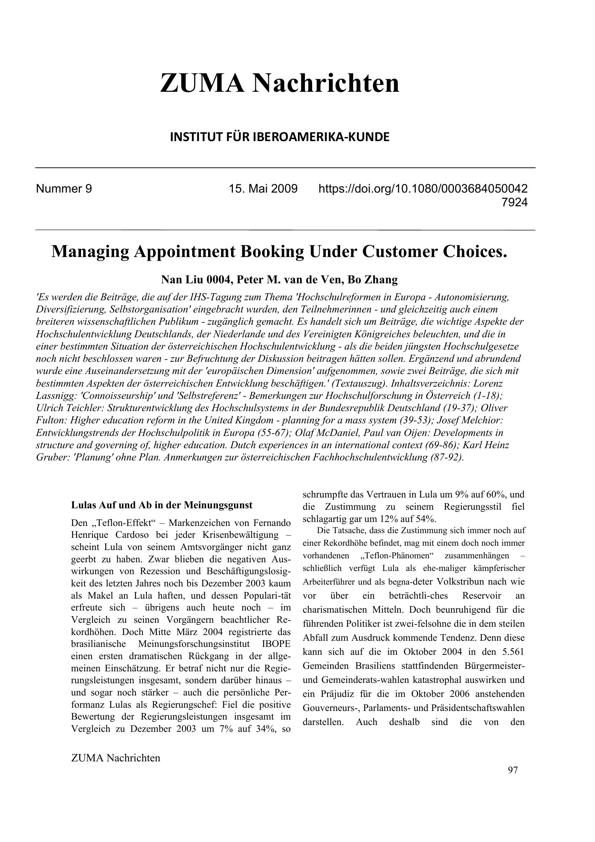 ZUMA Nachrichten
INSTITUT FÜR IBEROAMERIKA-KUNDE
Nummer 9 15. Mai 2009 https://doi.org/10.1080/0003684050042
7924
Managing Appointment Booking Under Customer Choices.
Nan Liu 0004, Peter M. van de Ven, Bo Zhang
'Es werden die Beiträge, die auf der IHS-Tagung zum Thema 'Hochschulreformen in Europa - Autonomisierung,
Diversifizierung, Selbstorganisation' eingebracht wurden, den Teilnehmerinnen - und gleichzeitig auch einem
breiteren wissenschaftlichen Publikum - zugänglich gemacht. Es handelt sich um Beiträge, die wichtige Aspekte der
Hochschulentwicklung Deutschlands, der Niederlande und des Vereinigten Königreiches beleuchten, und die in
einer bestimmten Situation der österreichischen Hochschulentwicklung - als die beiden jüngsten Hochschulgesetze
noch nicht beschlossen waren - zur Befruchtung der Diskussion beitragen hätten sollen. Ergänzend und abrundend
wurde eine Auseinandersetzung mit der 'europäischen Dimension' aufgenommen, sowie zwei Beiträge, die sich mit
bestimmten Aspekten der österreichischen Entwicklung beschäftigen.' (Textauszug). Inhaltsverzeichnis: Lorenz
Lassnigg: 'Connoisseurship' und 'Selbstreferenz' - Bemerkungen zur Hochschulforschung in Österreich (1-18);
Ulrich Teichler: Strukturentwicklung des Hochschulsystems in der Bundesrepublik Deutschland (19-37); Oliver
Fulton: Higher education reform in the United Kingdom - planning for a mass system (39-53); Josef Melchior:
Entwicklungstrends der Hochschulpolitik in Europa (55-67); Olaf McDaniel, Paul van Oijen: Developments in
structure and governing of, higher education. Dutch experiences in an international context (69-86); Karl Heinz
Gruber: 'Planung' ohne Plan. Anmerkungen zur österreichischen Fachhochschulentwicklung (87-92).
Lulas Auf und Ab in der Meinungsgunst
Den „Teflon-Effekt“ – Markenzeichen von Fernando
Henrique Cardoso bei jeder Krisenbewältigung –
scheint Lula von seinem Amtsvorgänger nicht ganz
geerbt zu haben. Zwar blieben die negativen Aus-
wirkungen von Rezession und Beschäftigungslosig-
keit des letzten Jahres noch bis Dezember 2003 kaum
als Makel an Lula haften, und dessen Populari-tät
erfreute sich – übrigens auch heute noch – im
Vergleich zu seinen Vorgängern beachtlicher Re-
kordhöhen. Doch Mitte März 2004 registrierte das
brasilianische Meinungsforschungsinstitut IBOPE
einen ersten dramatischen Rückgang in der allge-
meinen Einschätzung. Er betraf nicht nur die Regie-
rungsleistungen insgesamt, sondern darüber hinaus –
und sogar noch stärker – auch die persönliche Per-
formanz Lulas als Regierungschef: Fiel die positive
Bewertung der Regierungsleistungen insgesamt im
Vergleich zu Dezember 2003 um 7% auf 34%, so
schrumpfte das Vertrauen in Lula um 9% auf 60%, und
die Zustimmung zu seinem Regierungsstil fiel
schlagartig gar um 12% auf 54%.
Die Tatsache, dass die Zustimmung sich immer noch auf
einer Rekordhöhe befindet, mag mit einem doch noch immer
vorhandenen „Teflon-Phänomen“ zusammenhängen –
schließlich verfügt Lula als ehe-maliger kämpferischer
Arbeiterführer und als begna-deter Volkstribun nach wie
vor über ein beträchtli-ches Reservoir an
charismatischen Mitteln. Doch beunruhigend für die
führenden Politiker ist zwei-felsohne die in dem steilen
Abfall zum Ausdruck kommende Tendenz. Denn diese
kann sich auf die im Oktober 2004 in den 5.561
Gemeinden Brasiliens stattfindenden Bürgermeister-
und Gemeinderats-wahlen katastrophal auswirken und
ein Präjudiz für die im Oktober 2006 anstehenden
Gouverneurs-, Parlaments- und Präsidentschaftswahlen
darstellen. Auch deshalb sind die von den
ZUMA Nachrichten
97